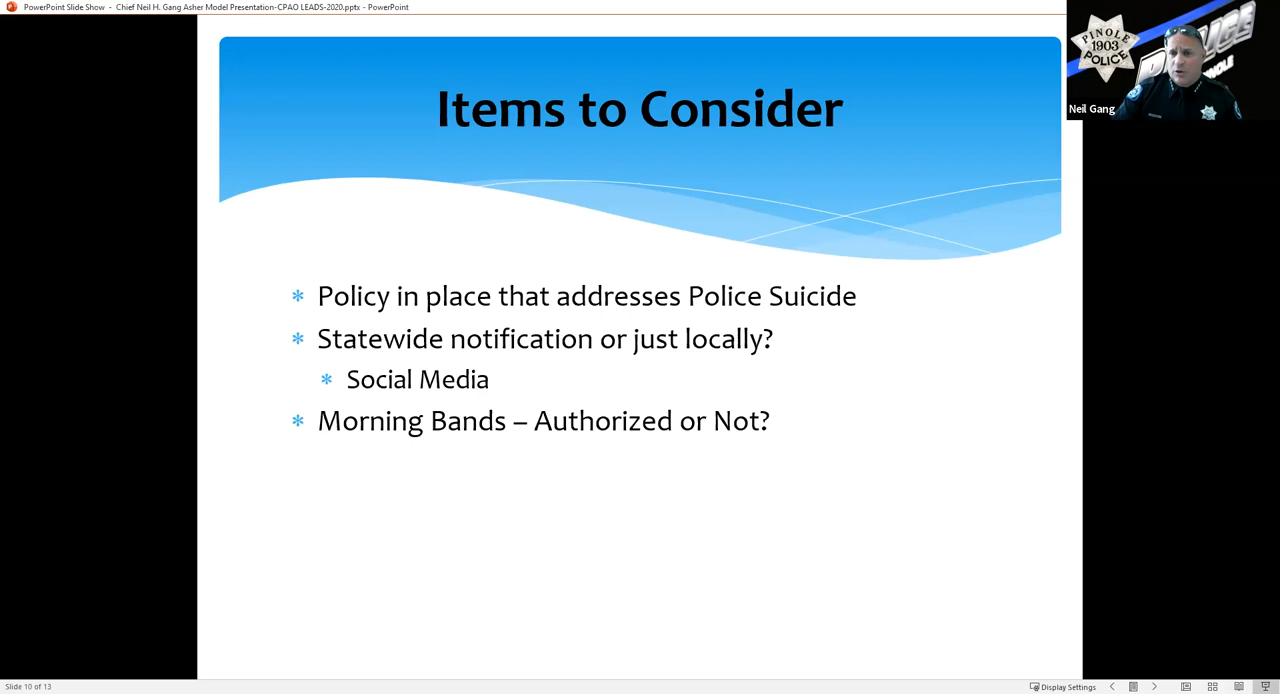 PowerPoint Slide Show - Chief Neil H. Gang Asher Model Presentation-CPAO LEADS-2020.pptx - PowerPoint
PINOLE
1903
POLICE
POLICE
PINOLE
Neil Gang
Items to Consider
Policy in place that addresses Police Suicide
Statewide notification or just locally?
Social Media
Morning Bands – Authorized or Not?
Slide 10 of 13
Display Settings